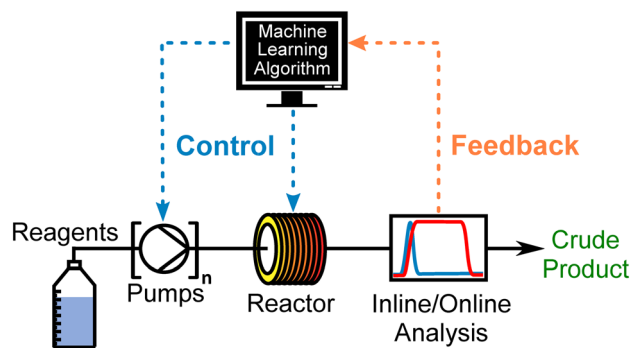 Machine
Learning
Algorithm
Control
Feedback
Reagents
Pumps
n
Reactor
Inline/Online
Analysis
Crude
Product